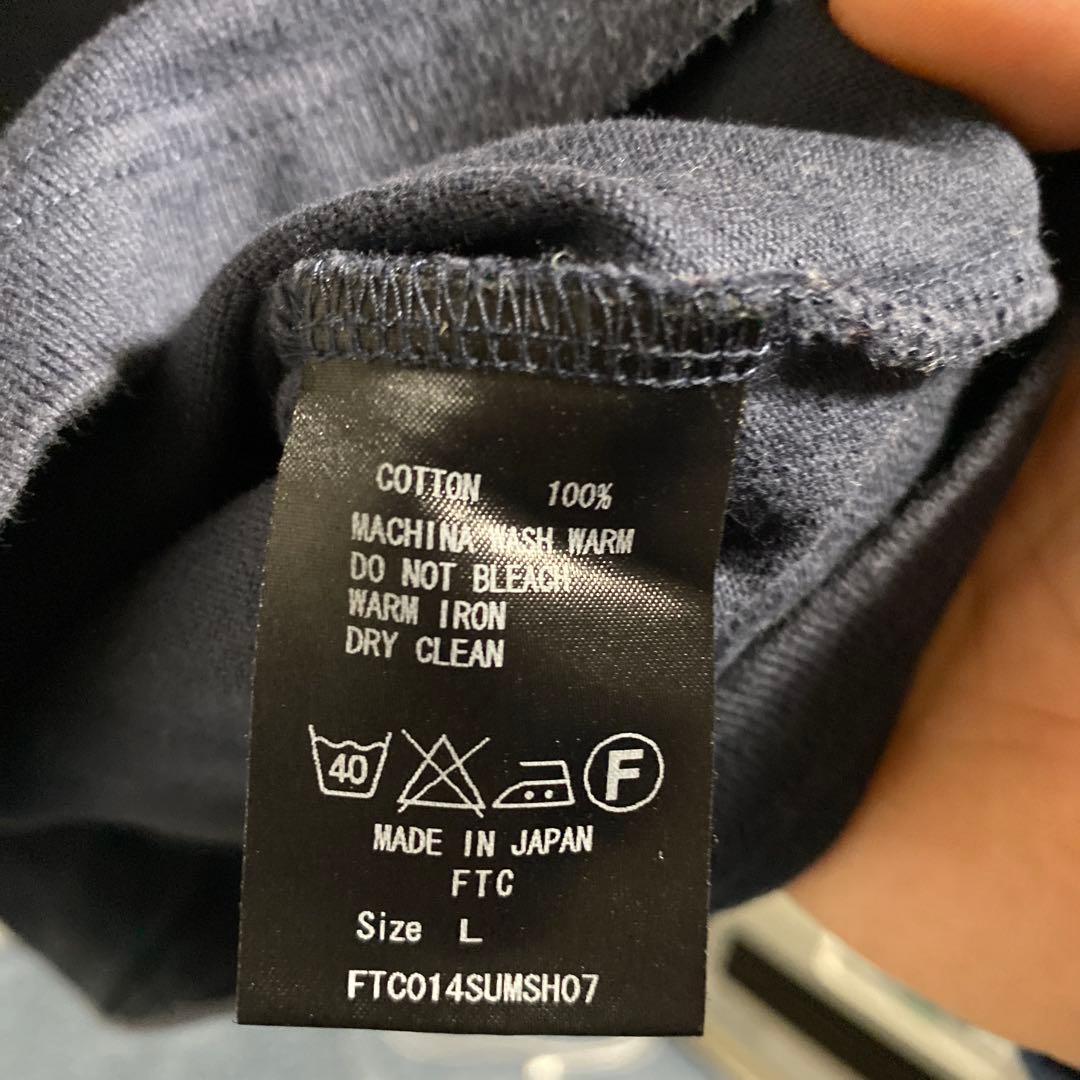 COTTON 100%
MACHINA WASH WARM
DO NOT BLEACH
WARM IRON
DRY CLEAN
40 F
MADE IN JAPAN
FTC
Size L
FTC014SUMSH07